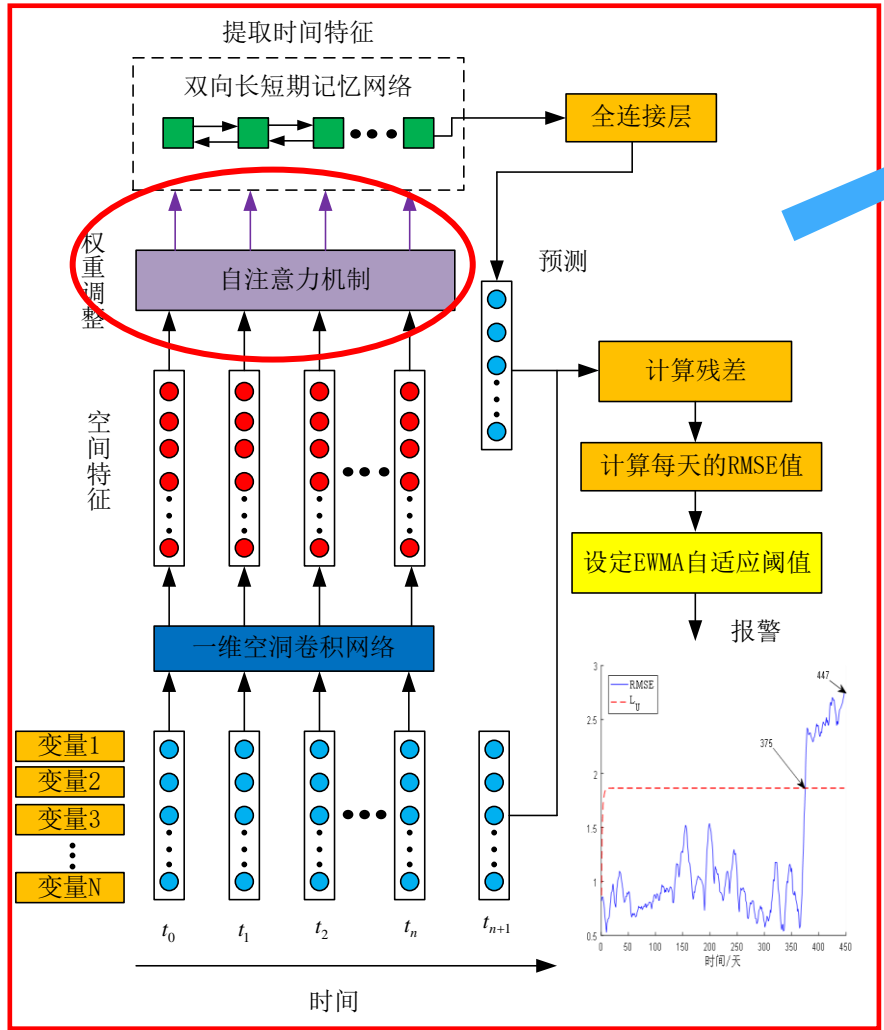 提取时间特征
双向长短期记忆网络
全连接层
权重调整
自注意力机制
预测
空间特征
计算残差
计算每天的RMSE值
设定EWMA自适应阈值
报警
一维空洞卷积网络
变量1
变量2
变量3
变量N
t0
t1
t2
tn
tn+1
时间
RMSE
LU
447
375
3
2.5
2
1.5
1
0.5
0 50 100 150 200 250 300 350 400 450
时间/天